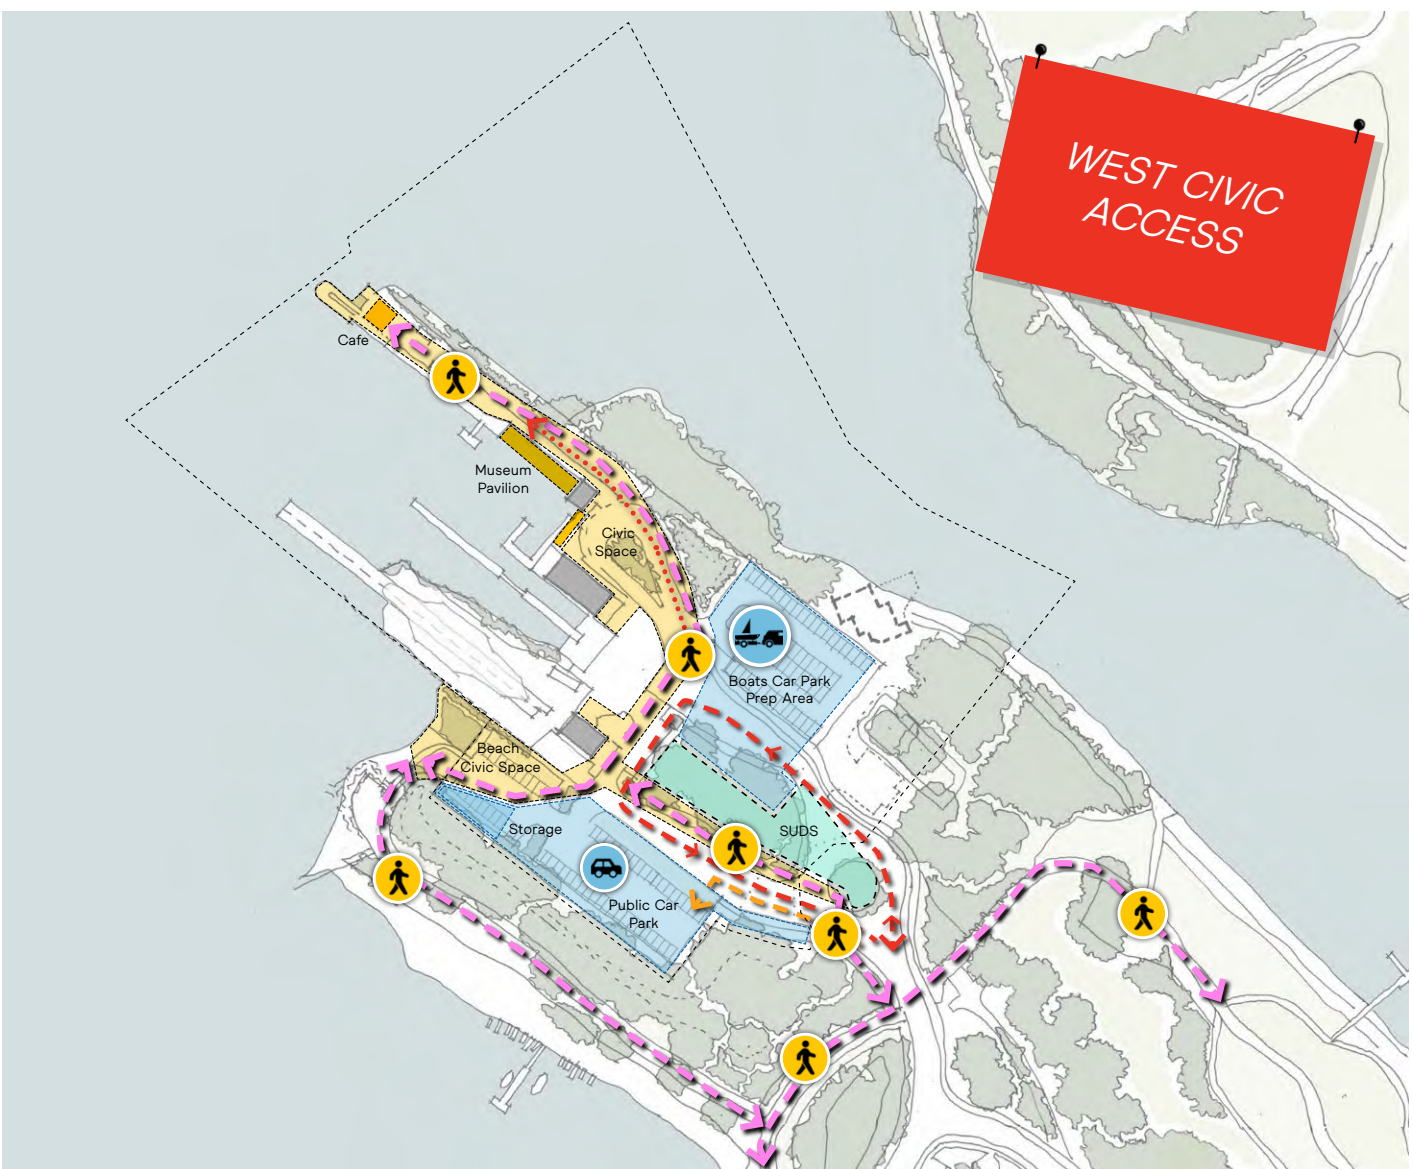 WEST CIVIC
ACCESS
Cafe
Museum
Pavilion
Civic
Space
Boats Car Park
Prep Area
Beach
Civic Space
Storage
SUDS
Public Car
Park